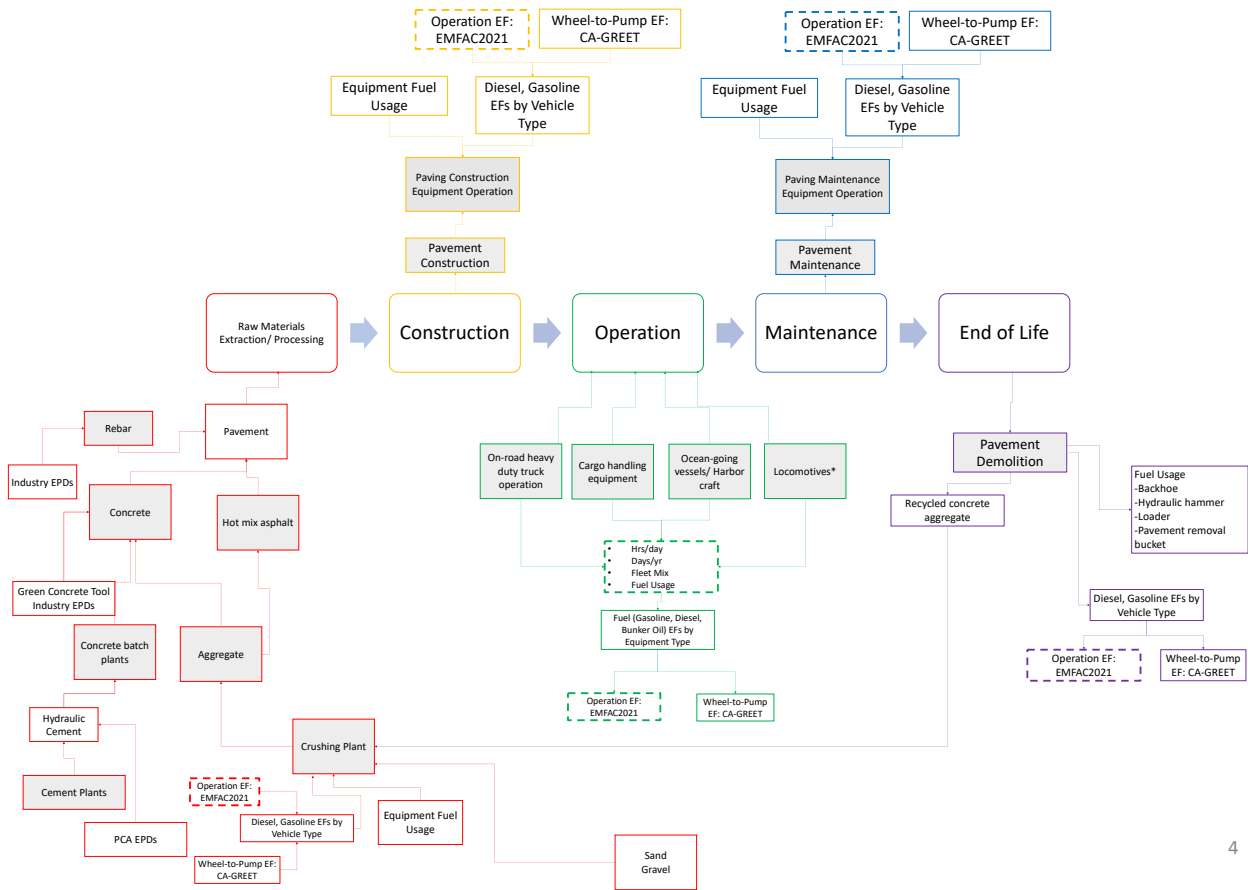 Operation EF:
EMFAC2021
Wheel-to-Pump EF:
CA-GREET
Operation EF:
EMFAC2021
Wheel-to-Pump EF:
CA-GREET
Equipment Fuel
Usage
Diesel, Gasoline
EFs by Vehicle
Type
Equipment Fuel
Usage
Diesel, Gasoline
EFs by Vehicle
Type
Paving Construction
Equipment Operation
Paving Maintenance
Equipment Operation
Pavement
Construction
Pavement
Maintenance
Raw Materials
Extraction/ Processing
Construction
Operation
Maintenance
End of Life
Rebar
Pavement
Industry EPDs
Concrete
Hot mix asphalt
Green Concrete Tool
Industry EPDs
Concrete batch
plants
Aggregate
Hydraulic
Cement
Cement Plants
PCA EPDs
Crushing Plant
Operation EF:
EMFAC2021
Diesel, Gasoline EFs by
Vehicle Type
Wheel-to-Pump EF:
CA-GREET
Equipment Fuel
Usage
Sand
Gravel
On-road heavy
duty truck
operation
Cargo handling
equipment
Ocean-going
vessels/ Harbor
craft
Locomotives*
• Hrs/day
• Days/yr
• Fleet Mix
• Fuel Usage
Fuel (Gasoline, Diesel,
Bunker Oil) EFs by
Equipment Type
Operation EF:
EMFAC2021
Wheel-to-Pump
EF: CA-GREET
Pavement
Demolition
Recycled concrete
aggregate
Fuel Usage
-Backhoe
-Hydraulic hammer
-Loader
-Pavement removal
bucket
Diesel, Gasoline EFs by
Vehicle Type
Operation EF:
EMFAC2021
Wheel-to-Pump
EF: CA-GREET
4